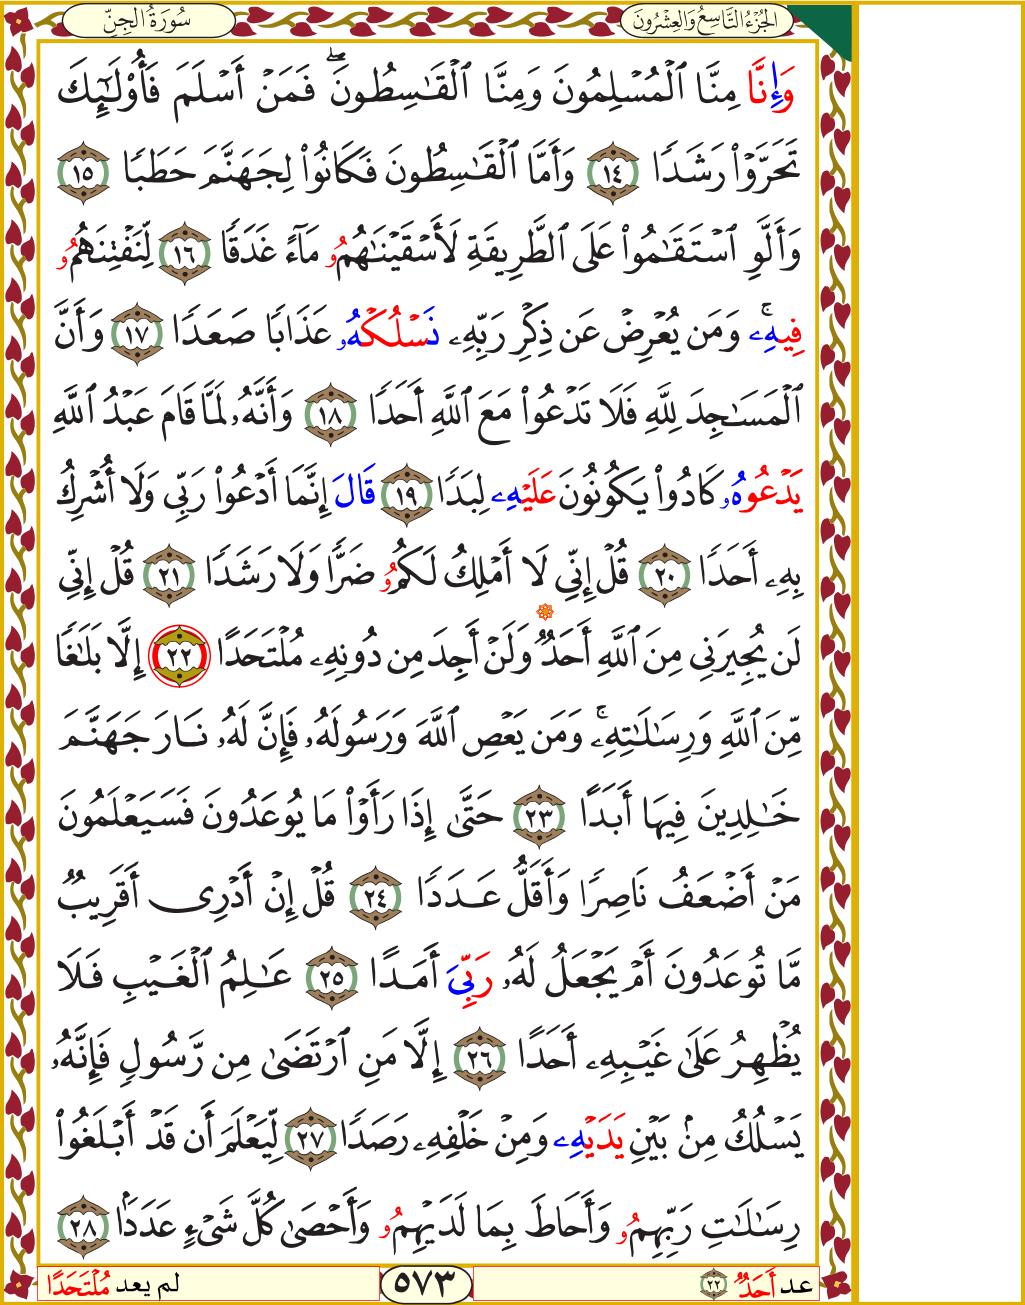 سُورَةُ الجِنِّ
الجُزْءُ التَّاسِعُ وَالعِشْرُونَ
وَإِنَّا مِنَّا ٱلْمُسْلِمُونَ وَمِنَّا ٱلْقَٰسِطُونَۖ فَمَنْ أَسْلَمَ فَأُوْلَٰٓئِكَ
تَحَرَّوْا۟ رَشَدًا ١٤ وَأَمَّا ٱلْقَٰسِطُونَ فَكَانُوا۟ لِجَهَنَّمَ حَطَبًا ١٥
وَأَلَّوِ ٱسْتَقَٰمُوا۟ عَلَى ٱلطَّرِيقَةِ لَأَسْقَيْنَٰهُمُۥ مَآءً غَدَقًا ١٦ لِّنَفْتِنَهُمُۥ
فِيهِۦۚ وَمَن يُعْرِضْ عَن ذِكْرِ رَبِّهِۦ نَسْلُكْهُۥ عَذَابًا صَعَدًا ١٧ وَأَنَّ
ٱلْمَسَٰجِدَ لِلَّهِ فَلَا تَدْعُوا۟ مَعَ ٱللَّهِ أَحَدًا ١٨ وَأَنَّهُۥ لَمَّا قَامَ عَبْدُ ٱللَّهِ
يَدْعُوهُۥ كَادُوا۟ يَكُونُونَ عَلَيْهِۦ لِبَدًا ١٩ قَالَ إِنَّمَا أَدْعُوا۟ رَبِّى وَلَا أُشْرِكُ
بِهِۦ أَحَدًا ٢٠ قُلْ إِنِّى لَا أَمْلِكُ لَكُمُۥ ضَرًّا وَلَا رَشَدًا ٢١ قُلْ إِنِّى
لَن يُجِيرَنِى مِنَ ٱللَّهِ أَحَدٌ وَلَنْ أَجِدَ مِن دُونِهِۦ مُلْتَحَدًا ٢٢ إِلَّا بَلَٰغًا
مِّنَ ٱللَّهِ وَرِسَٰلَٰتِهِۦۚ وَمَن يَعْصِ ٱللَّهَ وَرَسُولَهُۥ فَإِنَّ لَهُۥ نَارَ جَهَنَّمَ
خَٰلِدِينَ فِيهَا أَبَدًا ٢٣ حَتَّىٰ إِذَا رَأَوْا۟ مَا يُوعَدُونَ فَسَيَعْلَمُونَ
مَنْ أَضْعَفُ نَاصِرًا وَأَقَلُّ عَدَدًا ٢٤ قُلْ إِنْ أَدْرِى أَقَرِيبٌ
مَّا تُوعَدُونَ أَمْ يَجْعَلُ لَهُۥ رَبِّىَ أَمَدًا ٢٥ عَٰلِمُ ٱلْغَيْبِ فَلَا
يُظْهِرُ عَلَىٰ غَيْبِهِۦ أَحَدًا ٢٦ إِلَّا مَنِ ٱرْتَضَىٰ مِن رَّسُولٍ فَإِنَّهُۥ
يَسْلُكُ مِنۢ بَيْنِ يَدَيْهِۦ وَمِنْ خَلْفِهِۦ رَصَدًا ٢٧ لِّيَعْلَمَ أَن قَدْ أَبْلَغُوا۟
رِسَٰلَٰتِ رَبِّهِمُۥ وَأَحَاطَ بِمَا لَدَيْهِمُۥ وَأَحْصَىٰ كُلَّ شَىْءٍ عَدَدًۢا ٢٨
عد أَحَدٌ ٢٢
٥٧٣
لم يعد مُلْتَحَدًا